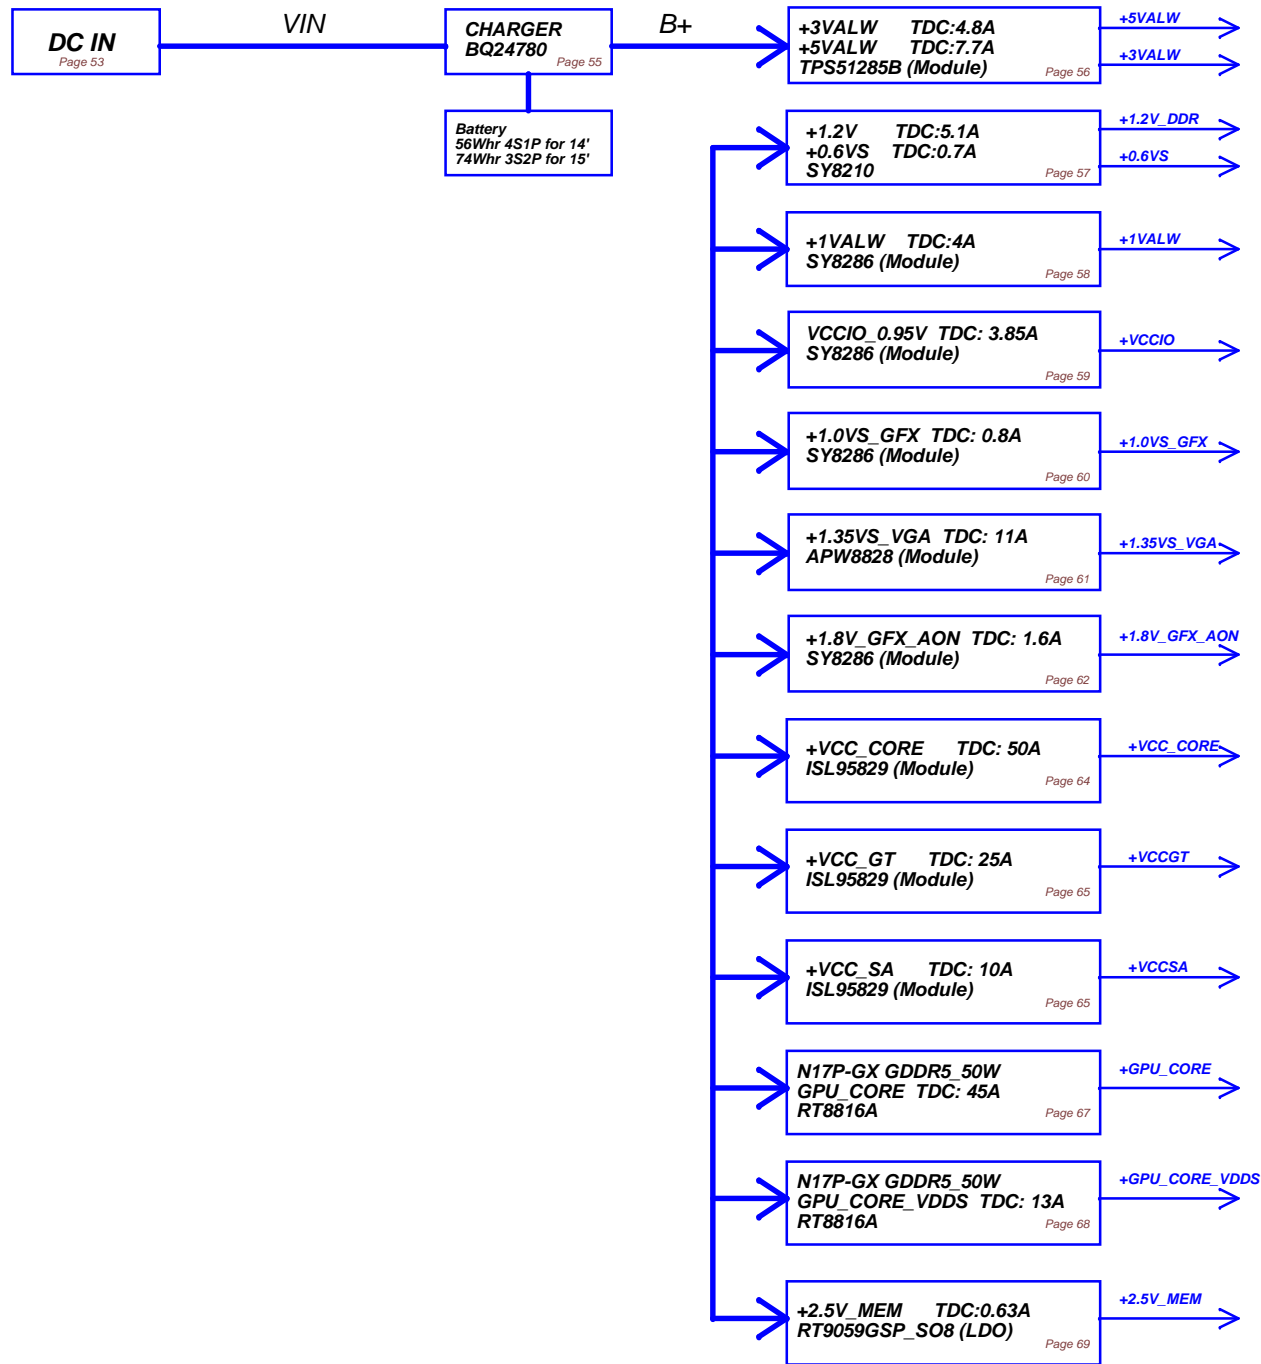 DC IN
Page 53
VIN
CHARGER
BQ24780
Page 55
B+
Battery
56Whr 4S1P for 14'
74Whr 3S2P for 15'
+3VALW TDC:4.8A
+5VALW TDC:7.7A
TPS51285B (Module)
Page 56
+5VALW
+3VALW
+1.2V TDC:5.1A
+0.6VS TDC:0.7A
SY8210
Page 57
+1.2V_DDR
+0.6VS
+1VALW TDC:4A
SY8286 (Module)
Page 58
+1VALW
VCCIO_0.95V TDC: 3.85A
SY8286 (Module)
Page 59
+VCCIO
+1.0VS_GFX TDC: 0.8A
SY8286 (Module)
Page 60
+1.0VS_GFX
+1.35VS_VGA TDC: 11A
APW8828 (Module)
Page 61
+1.35VS_VGA
+1.8V_GFX_AON TDC: 1.6A
SY8286 (Module)
Page 62
+1.8V_GFX_AON
+VCC_CORE TDC: 50A
ISL95829 (Module)
Page 64
+VCC_CORE
+VCC_GT TDC: 25A
ISL95829 (Module)
Page 65
+VCCGT
+VCC_SA TDC: 10A
ISL95829 (Module)
Page 65
+VCCSA
N17P-GX GDDR5_50W
GPU_CORE TDC: 45A
RT8816A
Page 67
+GPU_CORE
N17P-GX GDDR5_50W
GPU_CORE_VDDS TDC: 13A
RT8816A
Page 68
+GPU_CORE_VDDS
+2.5V_MEM TDC:0.63A
RT9059GSP_SO8 (LDO)
Page 69
+2.5V_MEM